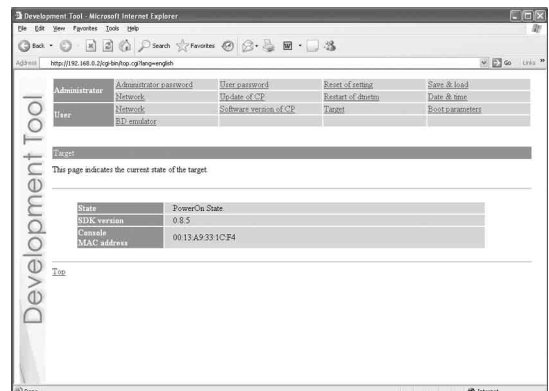 Development Tool - Microsoft Internet Explorer
File Edit View Favorites Tools Help
Back Search Favorites
Address http://192.168.0.2/cgi-bin/top.cgi?lang=english Go Links »
Development Tool
Administrator Administrator password User password Reset of setting Save & load
Network Update of CP Restart of dtnetm Date & time
User Network Software version of CP Target Boot parameters
BD emulator
Target
This page indicates the current state of the target.
State PowerOn State
SDK version 0.8.5
Console MAC address 00:13:A9:33:1C:F4
Top
Internet